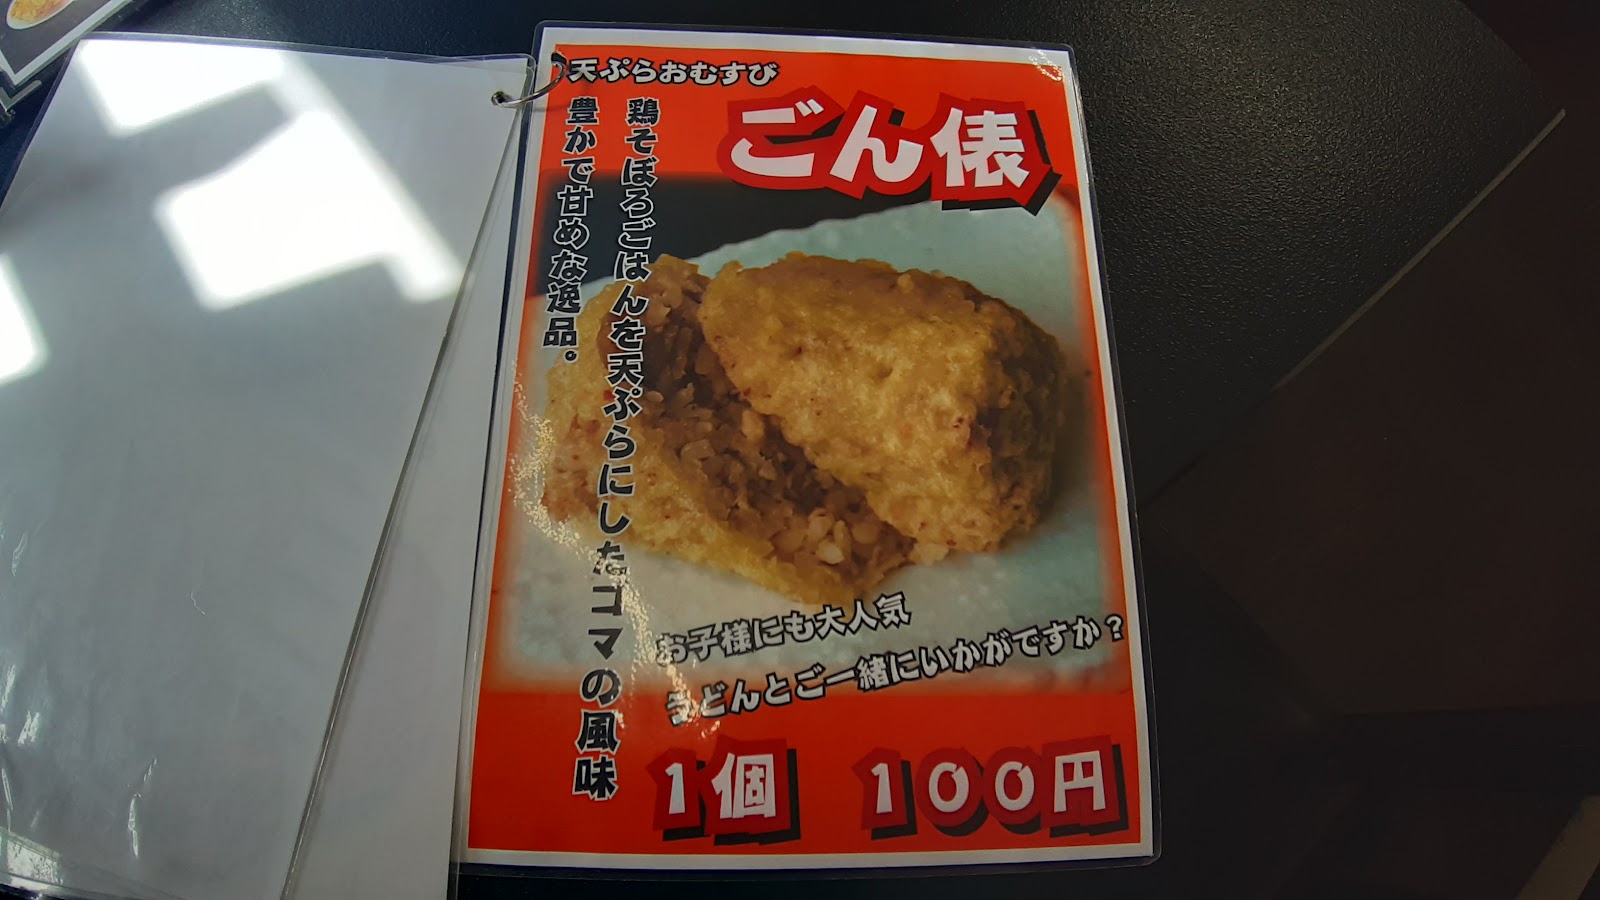 天ぷらおむすび
ごん俵
鶏そぼろごはんを天ぷらにしたゴマの風味
豊かで甘めな逸品。
お子様にも大人気
うどんとご一緒にいかがですか？
1個　100円